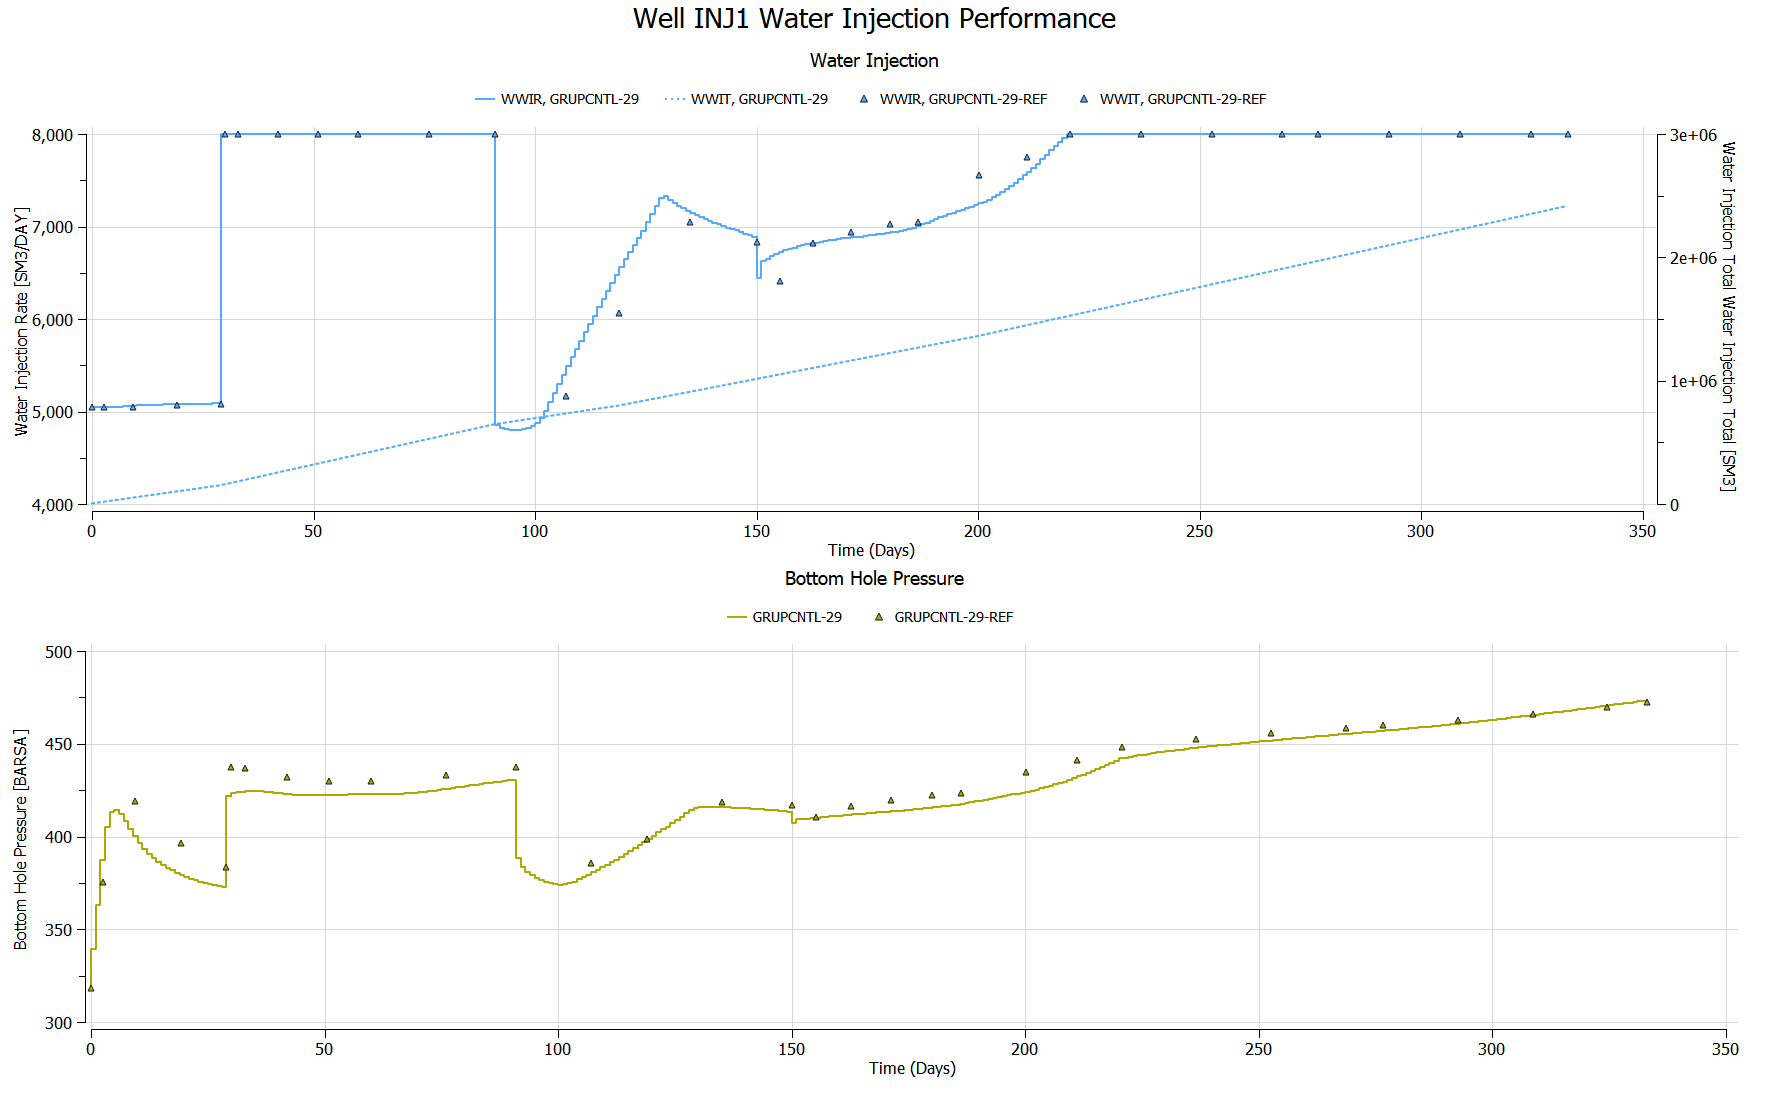 Well INJ1 Water Injection Performance
Water Injection
WWIR, GRUPCNTL-29 WWIT, GRUPCNTL-29 WWIR, GRUPCNTL-29-REF WWIT, GRUPCNTL-29-REF
Water Injection Rate [SM3/DAY]
8,000
7,000
6,000
5,000
4,000
3e+06
2e+06
1e+06
0
Water Injection Total Water Injection Total [SM3]
0 50 100 150 200 250 300 350
Time (Days)
Bottom Hole Pressure
GRUPCNTL-29 GRUPCNTL-29-REF
Bottom Hole Pressure [BARSA]
500
450
400
350
300
0 50 100 150 200 250 300 350
Time (Days)